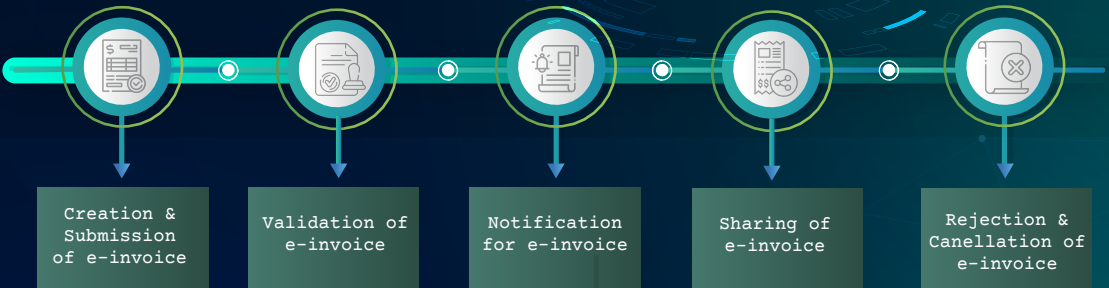 Creation &
Submission
of e-invoice
Validation of
e-invoice
Notification
for e-invoice
Sharing of
e-invoice
Rejection &
Canellation of
e-invoice